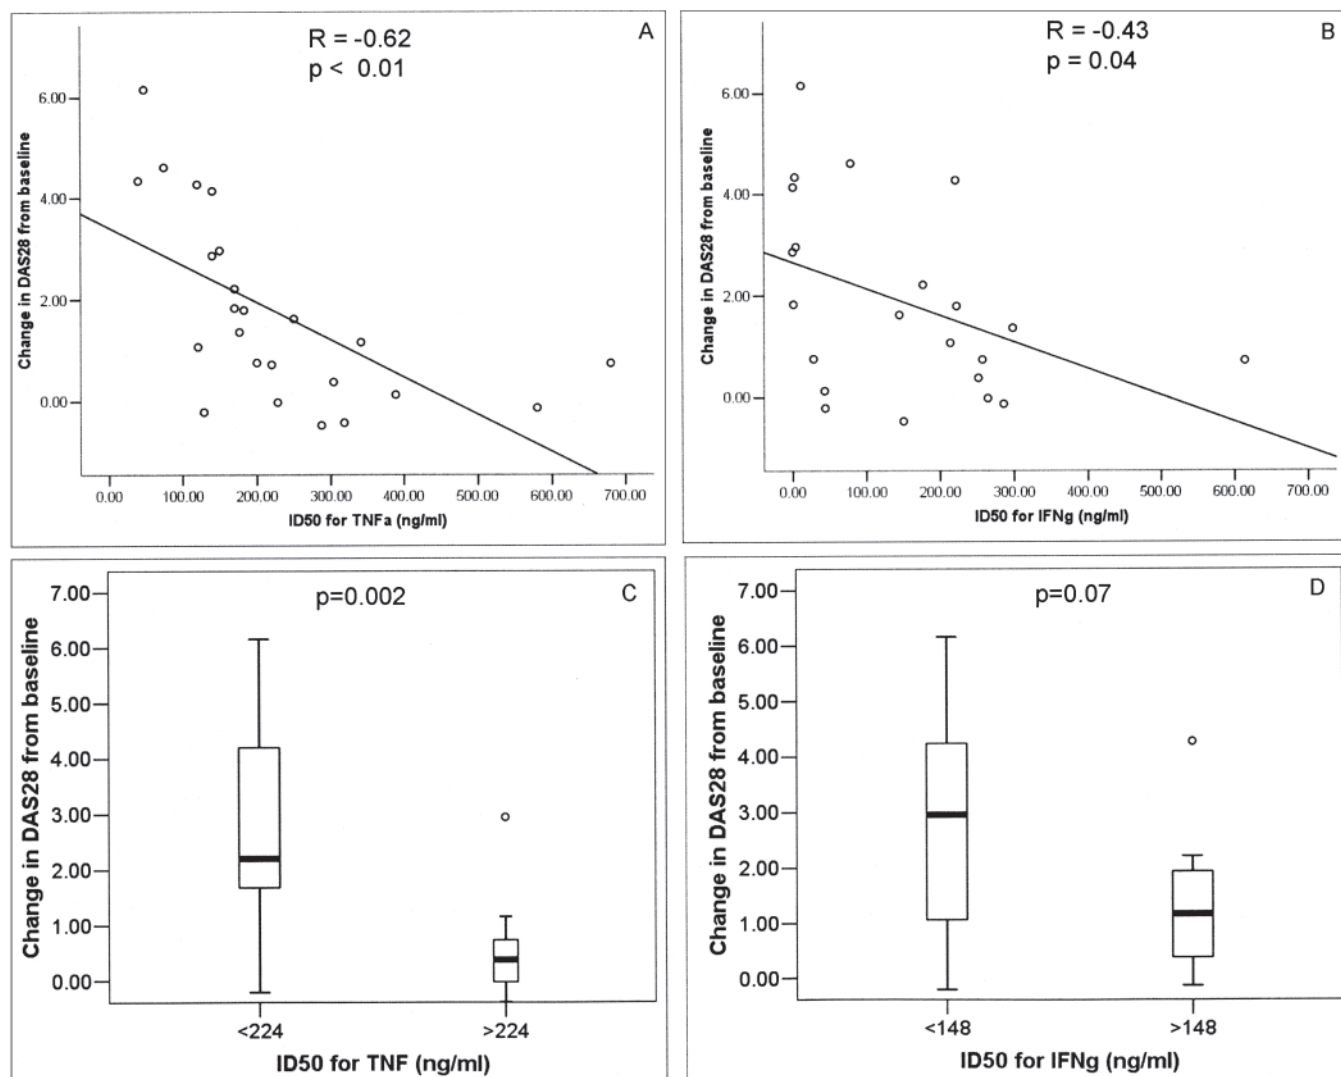 R = -0.62
p < 0.01
A
6.00
4.00
2.00
0.00
Change in DAS28 from baseline
0.00 100.00 200.00 300.00 400.00 500.00 600.00 700.00
ID50 for TNFa (ng/ml)
R = -0.43
p = 0.04
B
6.00
4.00
2.00
0.00
Change in DAS28 from baseline
0.00 100.00 200.00 300.00 400.00 500.00 600.00 700.00
ID50 for IFNg (ng/ml)
p=0.002
C
7.00
6.00
5.00
4.00
3.00
2.00
1.00
0.00
Change in DAS28 from baseline
<224 >224
ID50 for TNF (ng/ml)
p=0.07
D
7.00
6.00
5.00
4.00
3.00
2.00
1.00
0.00
Change in DAS28 from baseline
<148 >148
ID50 for IFNg (ng/ml)